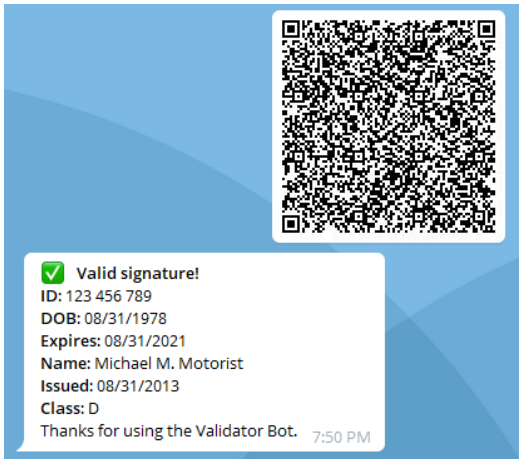 ✅ Valid signature!
ID: 123 456 789
DOB: 08/31/1978
Expires: 08/31/2021
Name: Michael M. Motorist
Issued: 08/31/2013
Class: D
Thanks for using the Validator Bot. 7:50 PM